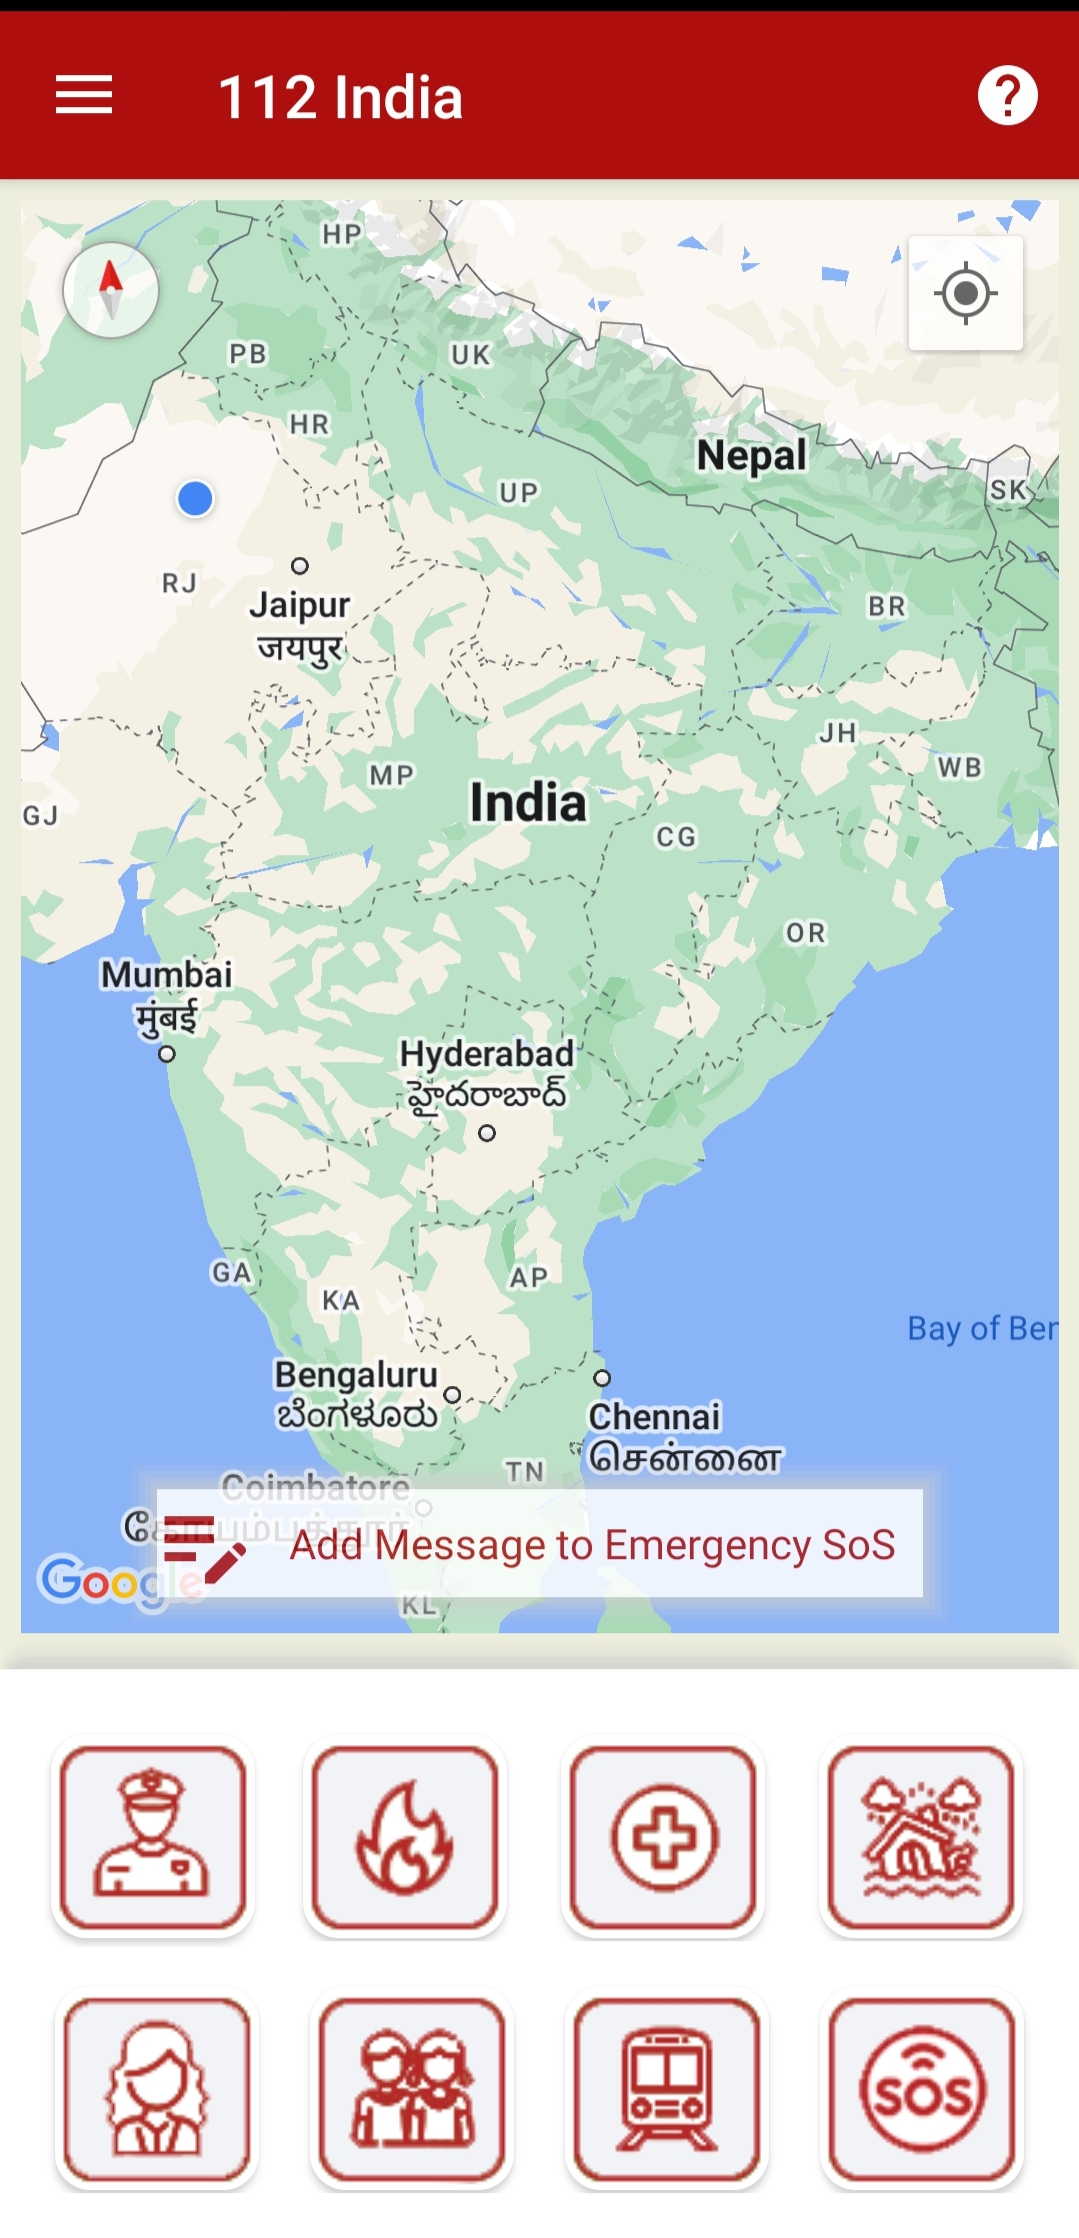 112 India
HP
PB
UK
HR
Nepal
SK
UP
RJ
Jaipur
जयपुर
BR
JH
WB
MP
India
GJ
CG
OR
Mumbai
मुंबई
Hyderabad
హైదరాబాద్
GA
KA
AP
Bay of Ben
Bengaluru
ಬೆಂಗಳೂರು
Chennai
சென்னை
TN
Coimbatore
கோயம்புத்தூர்
Add Message to Emergency SoS
Google
KL
SOS